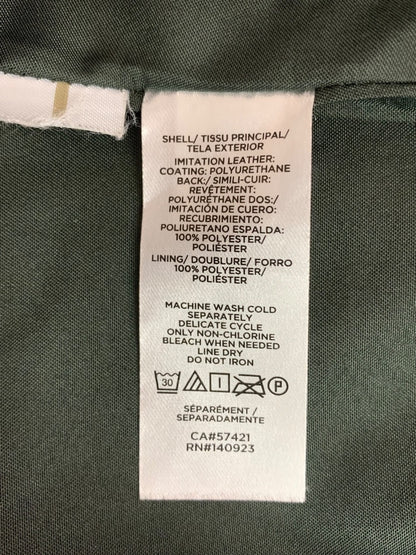 SHELL/ TISSU PRINCIPAL/
TELA EXTERIOR
IMITATION LEATHER:
COATING: POLYURETHANE
BACK:/ SIMILI-CUIR:
REVÊTEMENT:
POLYURÉTHANE DOS:/
IMITACIÓN DE CUERO:
RECUBRIMIENTO:
POLIURETANO ESPALDA:
100% POLYESTER/
POLIÉSTER
LINING/ DOUBLURE/ FORRO
100% POLYESTER/
POLIÉSTER
MACHINE WASH COLD
SEPARATELY
DELICATE CYCLE
ONLY NON-CHLORINE
BLEACH WHEN NEEDED
LINE DRY
DO NOT IRON
30 P
SÉPARÉMENT /
SEPARADAMENTE
CA#57421
RN#140923